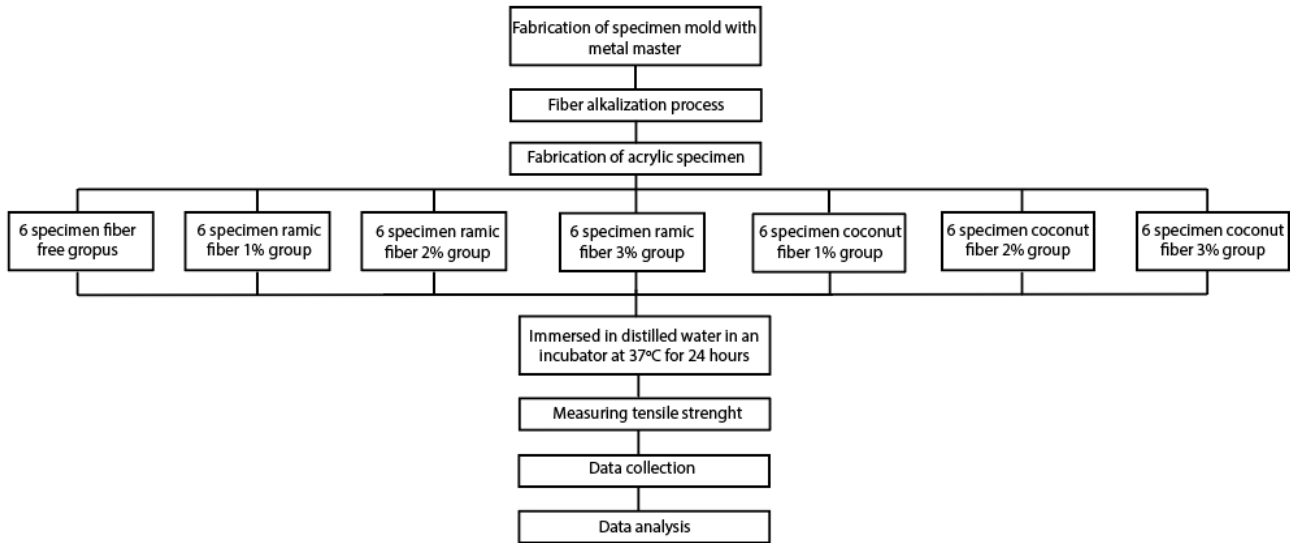 Fabrication of specimen mold with
metal master
Fiber alkalization process
Fabrication of acrylic specimen
6 specimen fiber
free gropus
6 specimen ramic
fiber 1% group
6 specimen ramic
fiber 2% group
6 specimen ramic
fiber 3% group
6 specimen coconut
fiber 1% group
6 specimen coconut
fiber 2% group
6 specimen coconut
fiber 3% group
Immersed in distilled water in an
incubator at 37ºC for 24 hours
Measuring tensile strenght
Data collection
Data analysis